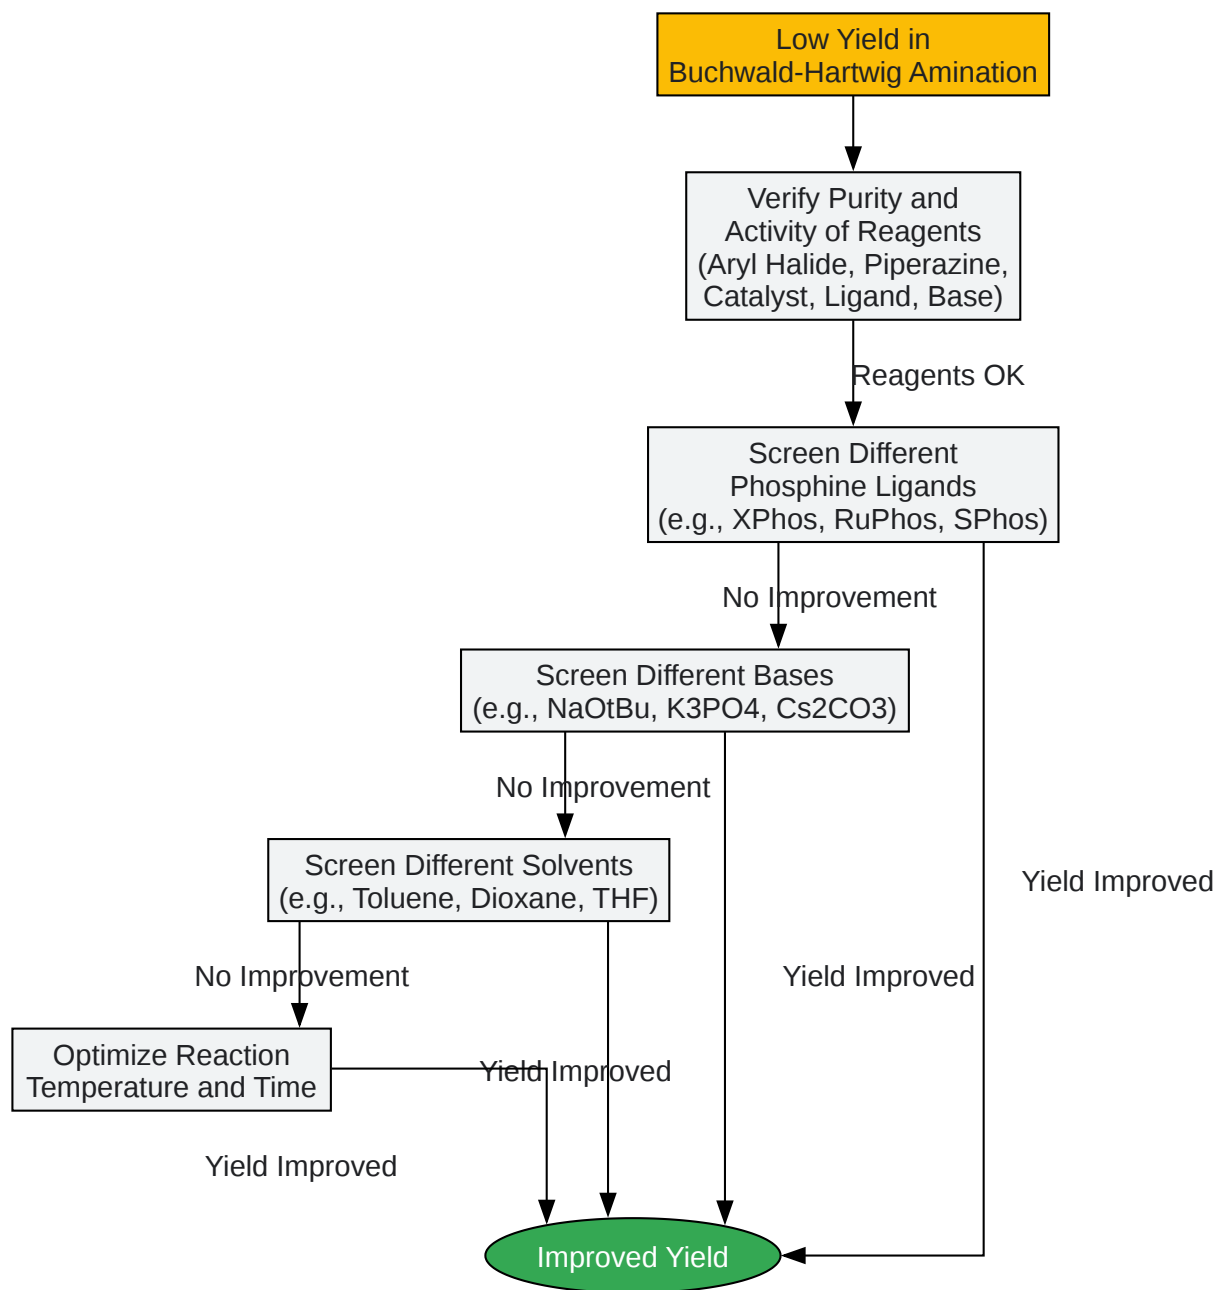 Low Yield in
Buchwald-Hartwig Amination
Verify Purity and
Activity of Reagents
(Aryl Halide, Piperazine,
Catalyst, Ligand, Base)
Reagents OK
Screen Different
Phosphine Ligands
(e.g., XPhos, RuPhos, SPhos)
No Improvement
Screen Different Bases
(e.g., NaOtBu, K3PO4, Cs2CO3)
No Improvement
Screen Different Solvents
(e.g., Toluene, Dioxane, THF)
Yield Improved
No Improvement
Yield Improved
Optimize Reaction
Temperature and Time
Yield Improved
Yield Improved
Improved Yield